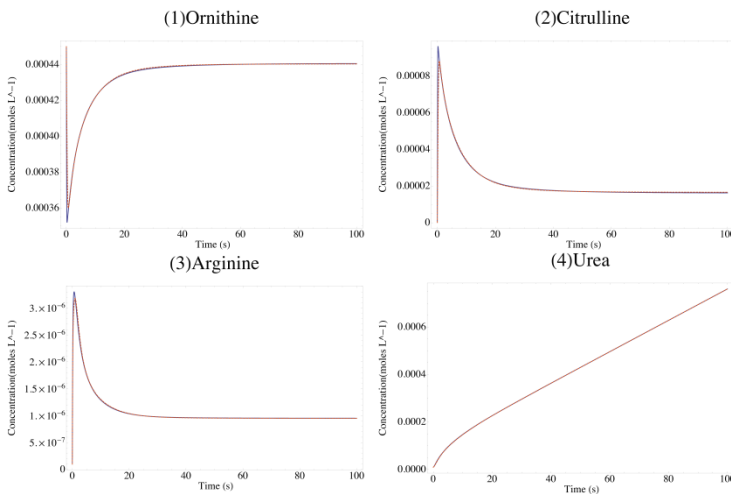 (1)Ornithine
Concentration(moles L^−1)
0.00044
0.00042
0.00040
0.00038
0.00036
0 20 40 60 80 100
Time (s)
(2)Citrulline
Concentration(moles L^−1)
0.00008
0.00006
0.00004
0.00002
0
0 20 40 60 80 100
Time (s)
(3)Arginine
Concentration(moles L^−1)
3.×10⁻⁶
2.5×10⁻⁶
2.×10⁻⁶
1.5×10⁻⁶
1.×10⁻⁶
5.×10⁻⁷
0
0 20 40 60 80 100
Time (s)
(4)Urea
Concentration(moles L^−1)
0.0006
0.0004
0.0002
0.0000
0 20 40 60 80 100
Time (s)